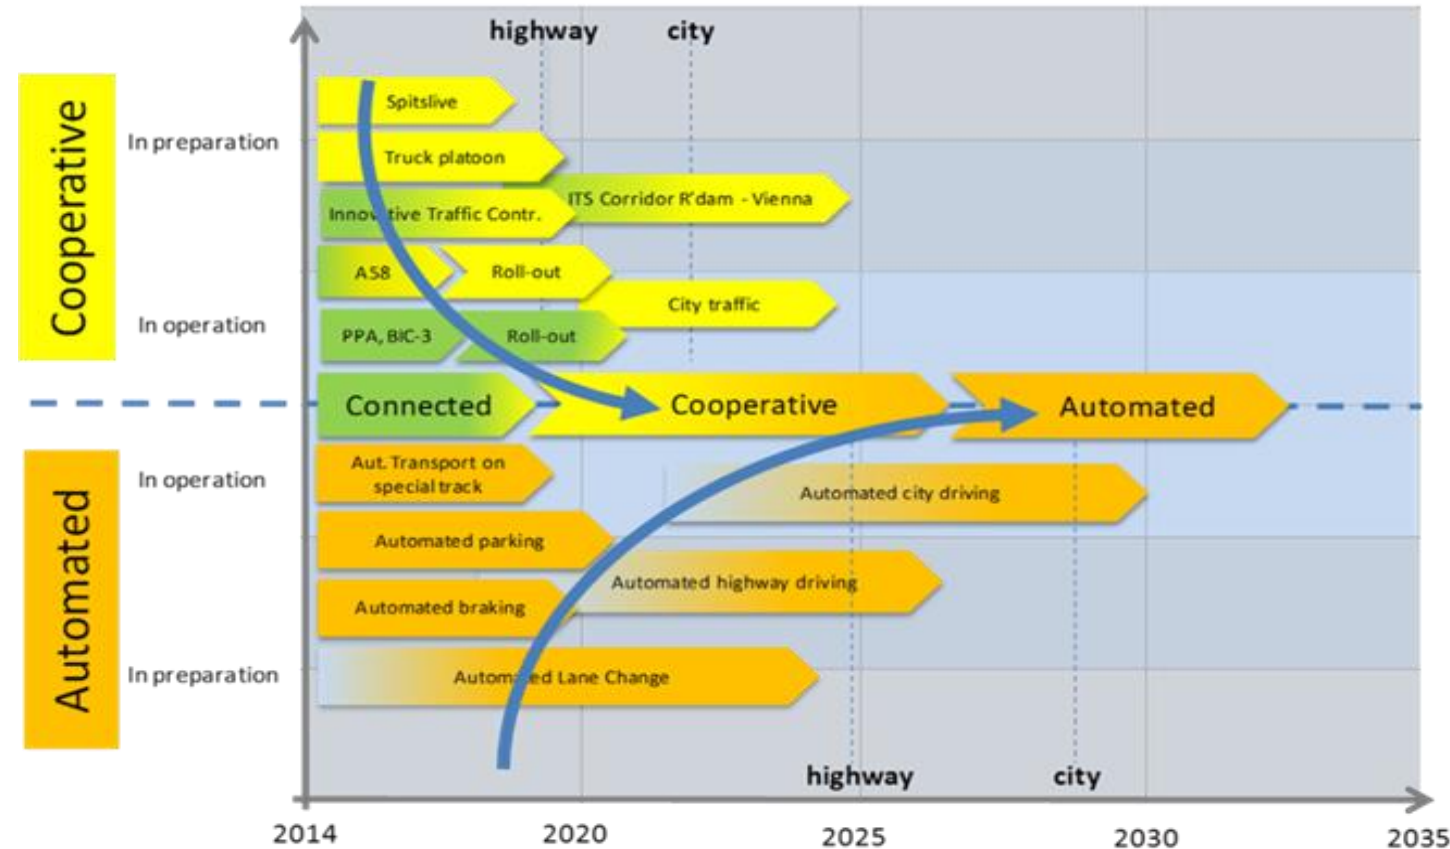 highway
city
Cooperative
In preparation
In operation
Spitslive
Truck platoon
ITS Corridor R'dam - Vienna
Innovative Traffic Contr.
A58
Roll-out
City traffic
PPA, BIC-3
Roll-out
Connected
Cooperative
Automated
Automated
In operation
In preparation
Aut. Transport on
special track
Automated city driving
Automated parking
Automated highway driving
Automated braking
Automated Lane Change
highway
city
2014
2020
2025
2030
2035